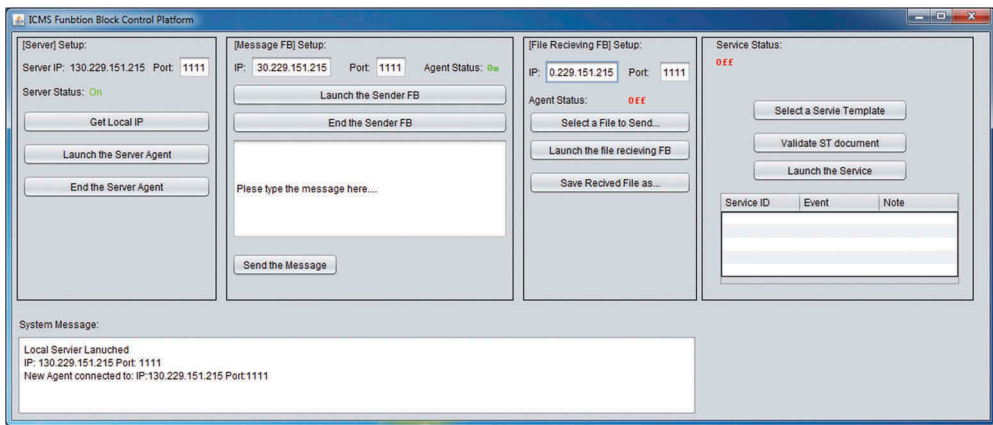 ICMS Funbtion Block Control Platform
[Server] Setup:
Server IP: 130.229.151.215 Port: 1111
Server Status: On
Get Local IP
Launch the Server Agent
End the Server Agent
[Message FB] Setup:
IP: 30.229.151.215 Port: 1111 Agent Status: On
Launch the Sender FB
End the Sender FB
Plese type the message here....
Send the Message
[File Recieving FB] Setup:
IP: 0.229.151.215 Port: 1111
Agent Status: Off
Select a File to Send...
Launch the file recieving FB
Save Recived File as...
Service Status:
Off
Select a Servie Template
Validate ST document
Launch the Service
Service ID Event Note
System Message:
Local Servier Lanuched
IP: 130.229.151.215 Port: 1111
New Agent connected to: IP:130.229.151.215 Port:1111